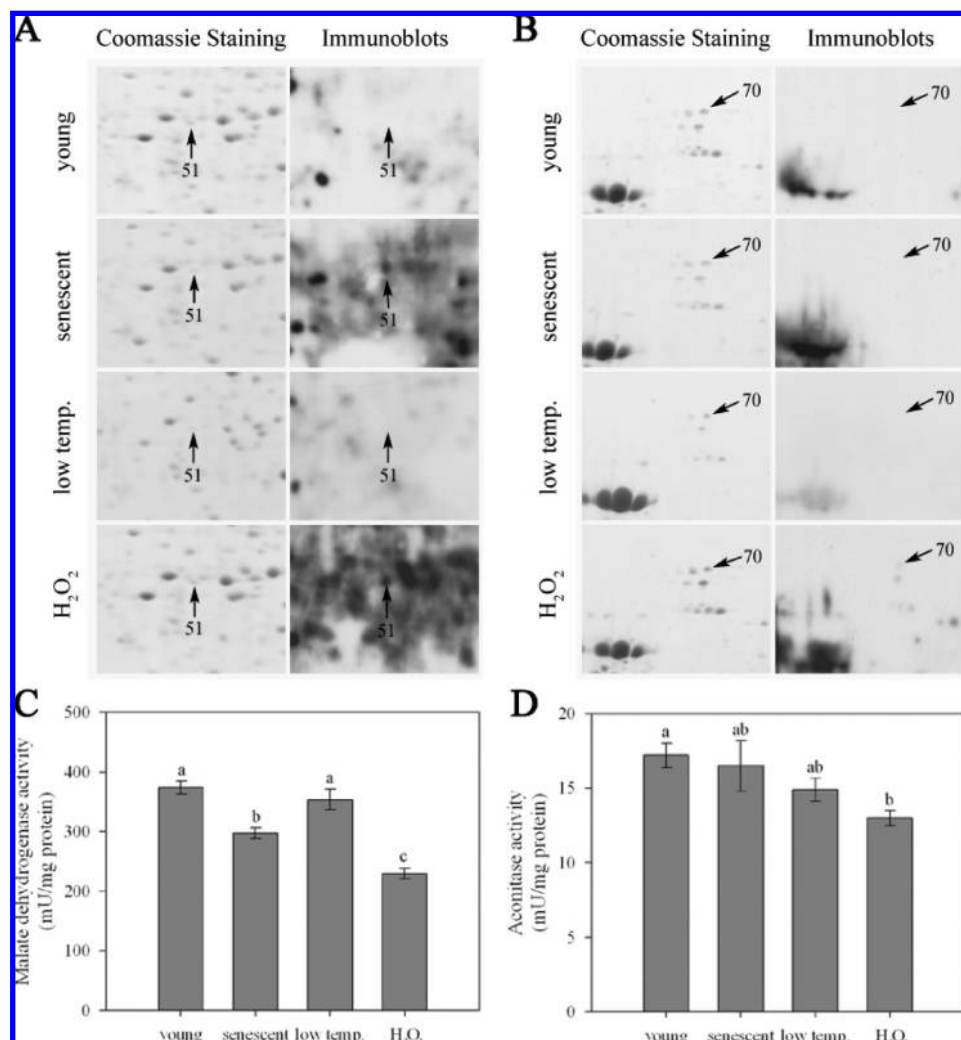 A
Coomassie Staining Immunoblots
young
51
51
senescent
51
51
low temp.
51
51
H₂O₂
51
51
B
Coomassie Staining Immunoblots
70
70
70
70
70
70
70
70
C
Malate dehydrogenase activity
(mU/mg protein)
500
400
300
200
100
0
a
b
a
c
young senescent low temp. H.O.
D
Aconitase activity
(mU/mg protein)
20
15
10
5
0
a
ab
ab
b
young senescent low temp. H.O.